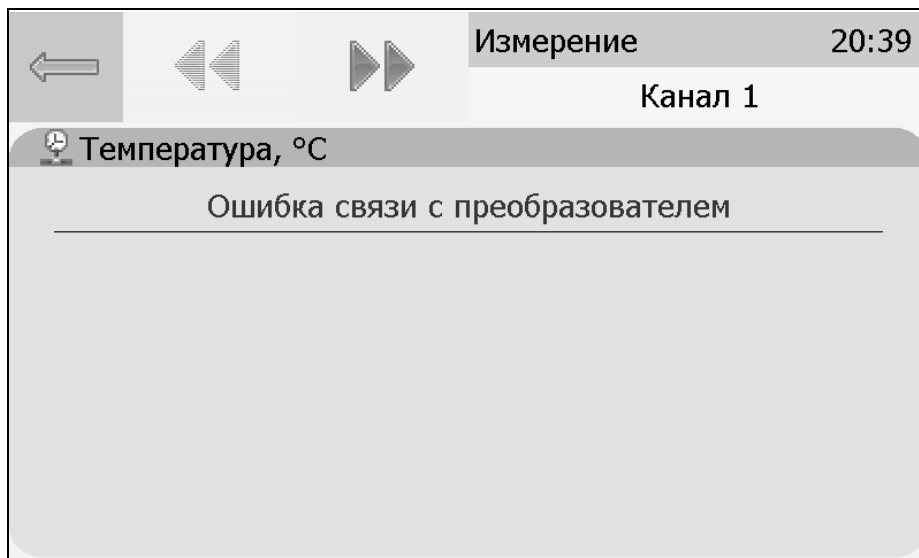 Измерение 20:39
Канал 1
Температура, °C
Ошибка связи с преобразователем